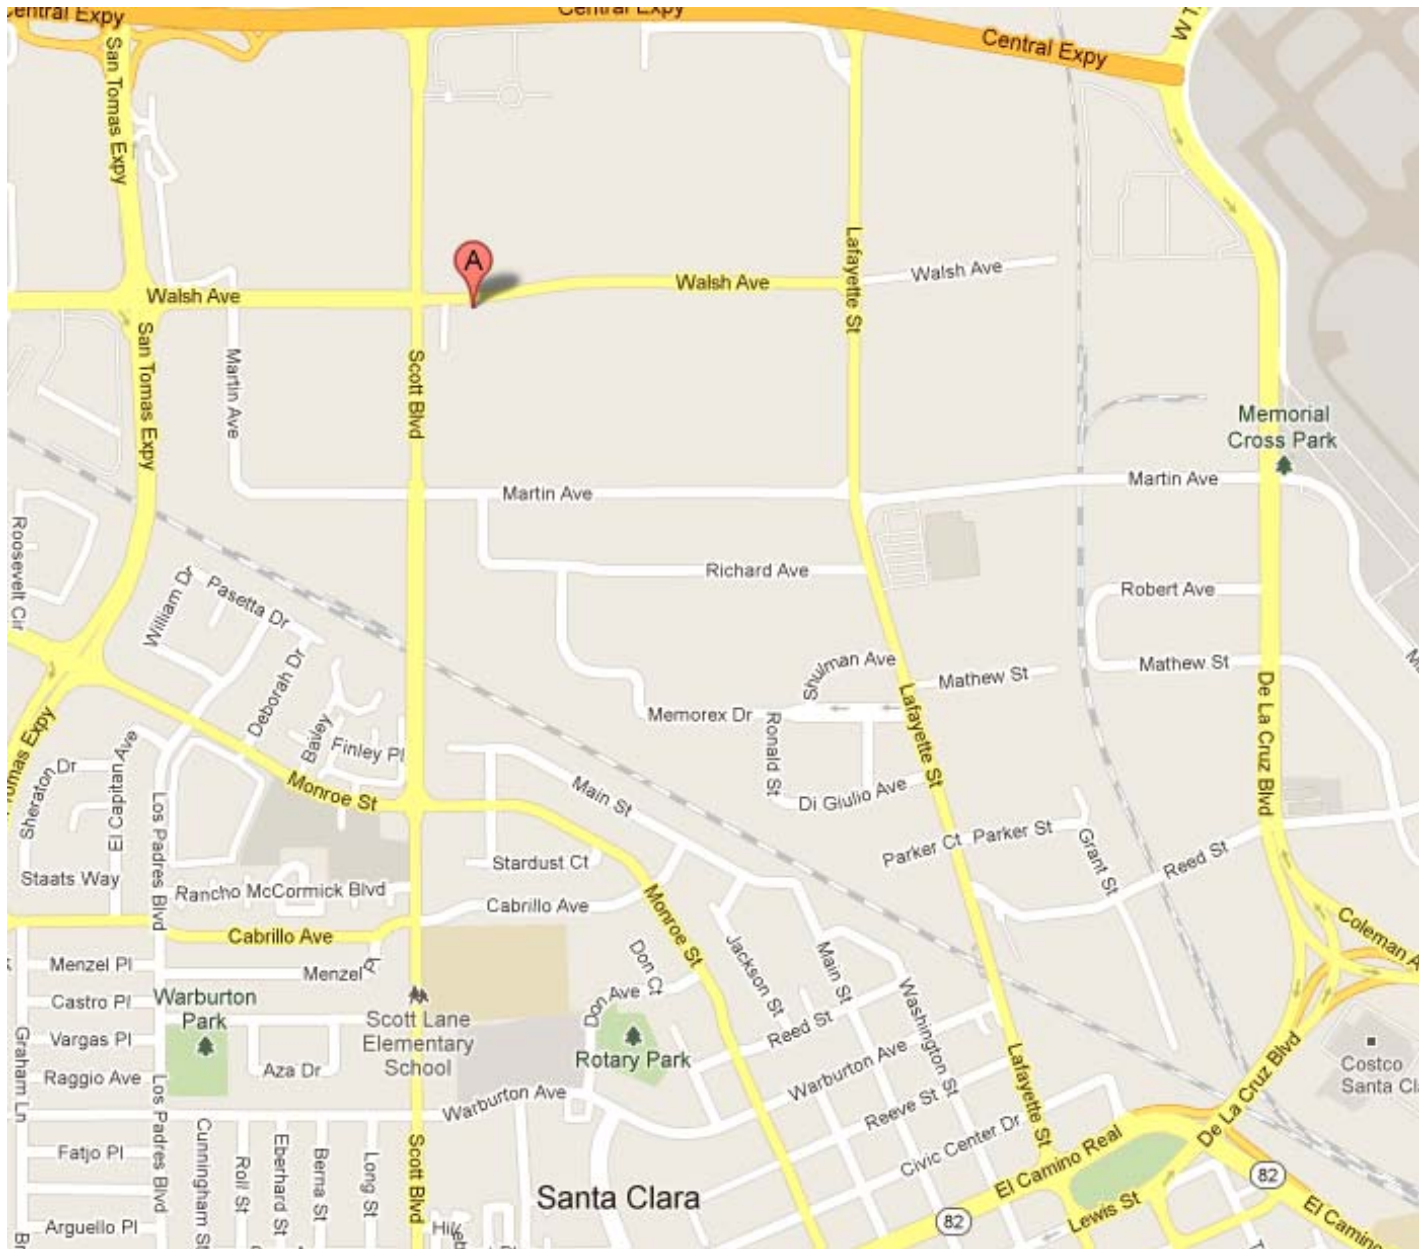 Central Expy
Central Expy
Central Expy
San Tomas Expy
A
Lafayette St
Walsh Ave
Walsh Ave
Walsh Ave
San Tomas Expy
Martin Ave
Scott Blvd
Memorial
Cross Park
Martin Ave
Martin Ave
Roosevelt Cir
Richard Ave
Robert Ave
William Dr
Pasetta Dr
Deborah Dr
Shulman Ave
Mathew St
Mathew St
Lafayette St
De La Cruz Blvd
Memorex Dr
Ronald St
Bailey
Finley Pl
Sheraton Dr
El Capitan Ave
Monroe St
Main St
Di Giulio Ave
Los Padres Blvd
Parker Ct
Parker St
Grant St
Reed St
Stardust Ct
Staats Way
Rancho McCormick Blvd
Cabrillo Ave
Monroe St
Cabrillo Ave
Coleman A
Menzel Pl
Menzel Pl
Don Ct
Jackson St
Main St
Castro Pl
Warburton
Park
Don Ave
Washington St
Vargas Pl
Scott Lane
Elementary
School
Reed St
Rotary Park
Graham Ln
Raggio Ave
Aza Dr
Los Padres Blvd
Warburton Ave
Lafayette St
De La Cruz Blvd
Costco
Santa Cl
Warburton Ave
Reeve St
Civic Center Dr
Fatjo Pl
Cunningham St
Roll St
Eberhard St
Berna St
Long St
Scott Blvd
El Camino Real
82
Santa Clara
Lewis St
82
El Camino
Arguello Pl